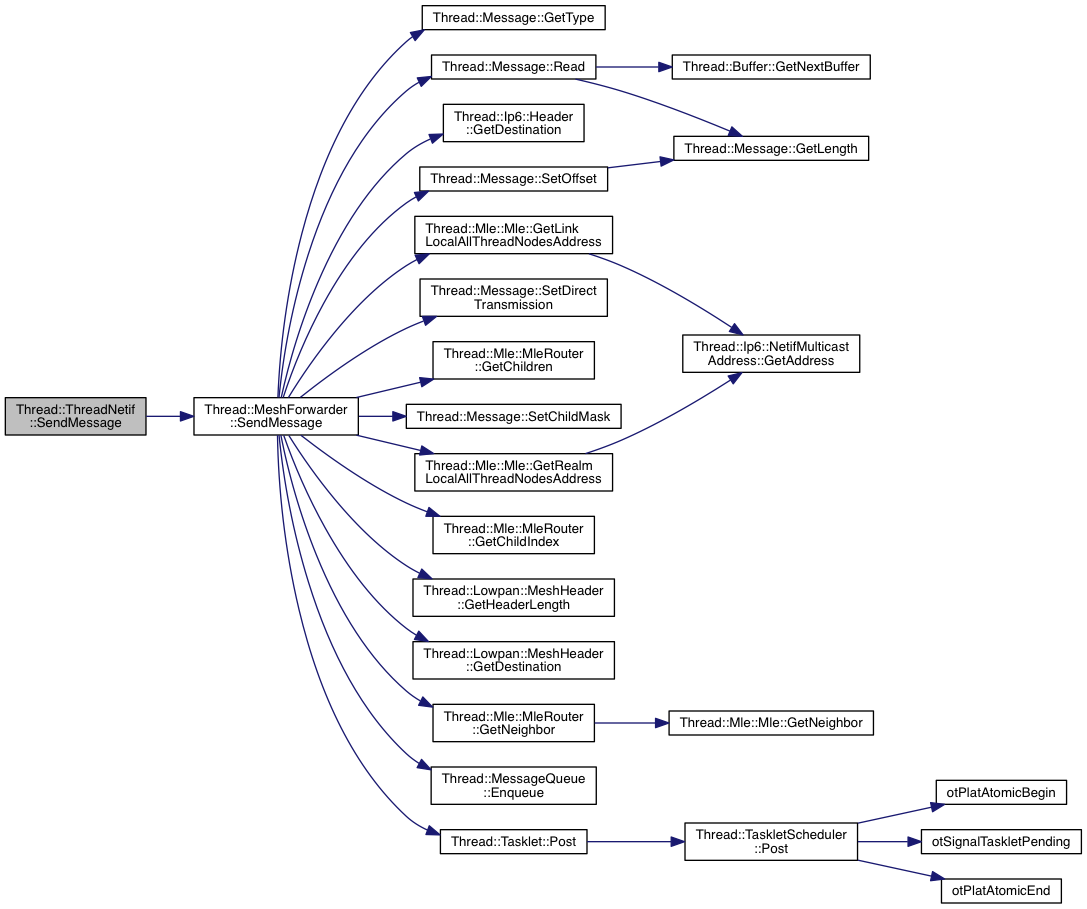 Thread::ThreadNetif
::SendMessage
Thread::MeshForwarder
::SendMessage
Thread::Message::GetType
Thread::Message::Read
Thread::Ip6::Header
::GetDestination
Thread::Message::SetOffset
Thread::Mle::Mle::GetLink
LocalAllThreadNodesAddress
Thread::Message::SetDirect
Transmission
Thread::Mle::MleRouter
::GetChildren
Thread::Message::SetChildMask
Thread::Mle::Mle::GetRealm
LocalAllThreadNodesAddress
Thread::Mle::MleRouter
::GetChildIndex
Thread::Lowpan::MeshHeader
::GetHeaderLength
Thread::Lowpan::MeshHeader
::GetDestination
Thread::Mle::MleRouter
::GetNeighbor
Thread::MessageQueue
::Enqueue
Thread::Tasklet::Post
Thread::Buffer::GetNextBuffer
Thread::Message::GetLength
Thread::Ip6::NetifMulticast
Address::GetAddress
Thread::Mle::Mle::GetNeighbor
Thread::TaskletScheduler
::Post
otPlatAtomicBegin
otSignalTaskletPending
otPlatAtomicEnd